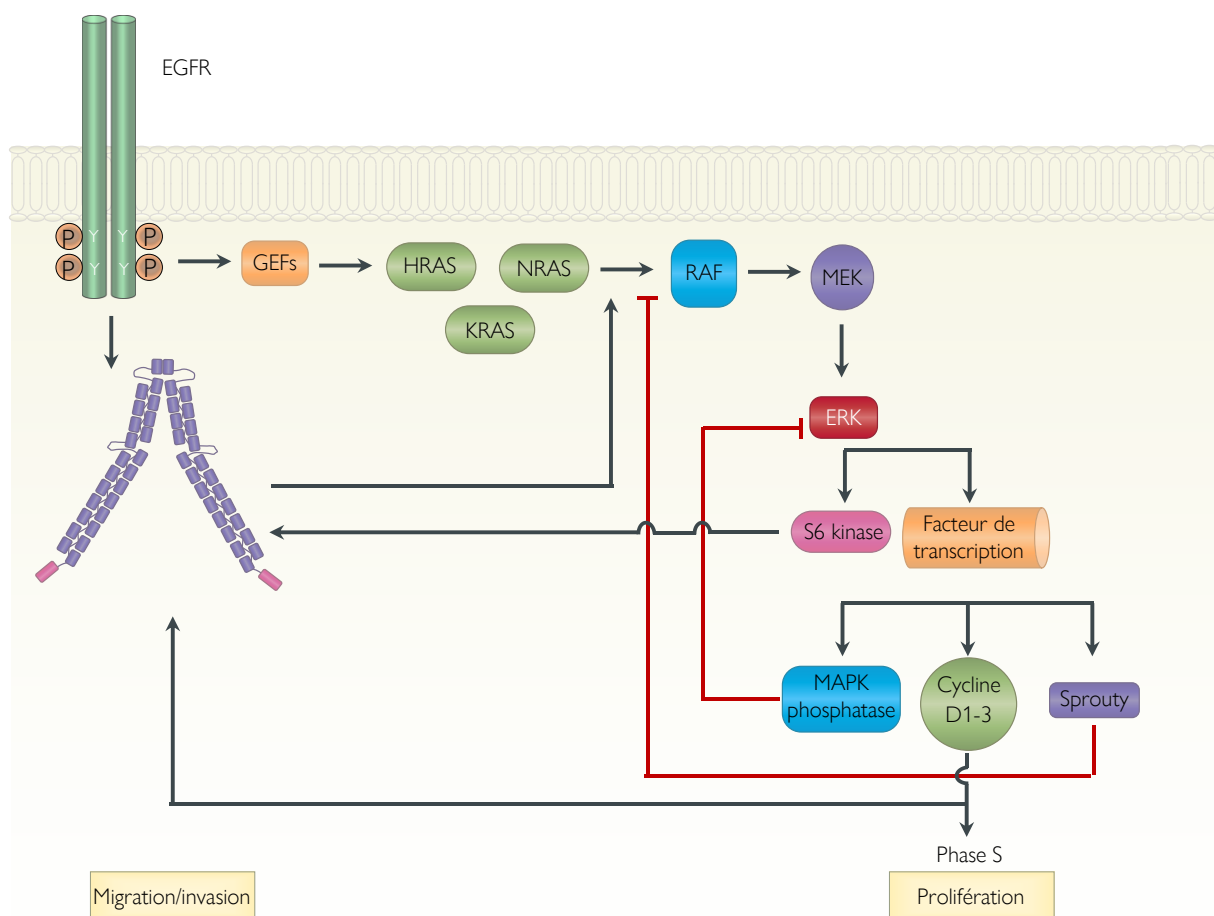 EGFR
P Y Y P
P Y Y P
GEFs
HRAS
NRAS
KRAS
RAF
MEK
ERK
S6 kinase
Facteur de
transcription
MAPK
phosphatase
Cycline
D1-3
Sprouty
Phase S
Migration/invasion
Prolifération